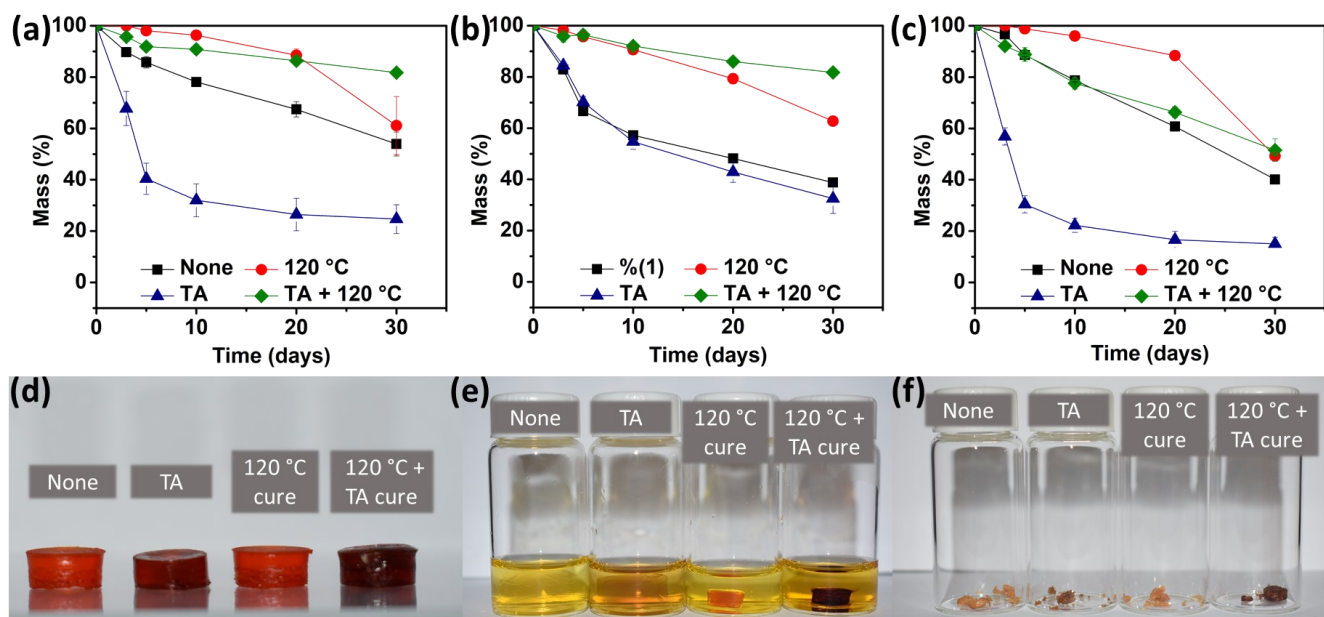 (a)
Mass (%)
100
80
60
40
20
0
None
120 °C
TA
TA + 120 °C
0
10
20
30
Time (days)
(b)
Mass (%)
100
80
60
40
20
0
%(1)
120 °C
TA
TA + 120 °C
0
10
20
30
Time (days)
(c)
Mass (%)
100
80
60
40
20
0
None
120 °C
TA
TA + 120 °C
0
10
20
30
Time (days)
(d)
None
TA
120 °C
cure
120 °C +
TA cure
(e)
None
TA
120 °C
cure
120 °C +
TA cure
(f)
None
TA
120 °C
cure
120 °C +
TA cure